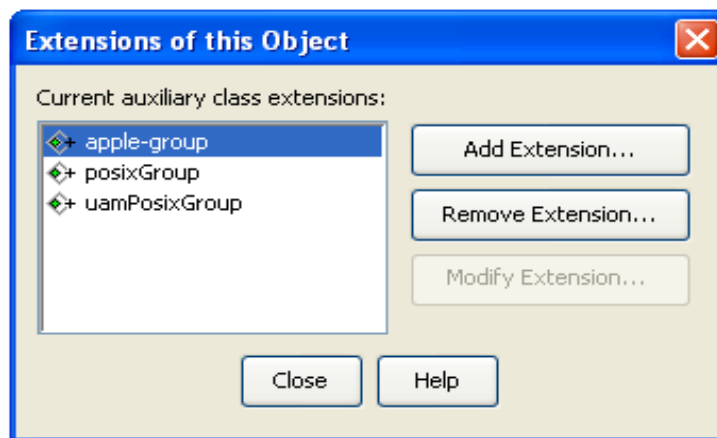 Extensions of this Object
Current auxiliary class extensions:
apple-group
posixGroup
uamPosixGroup
Add Extension...
Remove Extension...
Modify Extension...
Close
Help